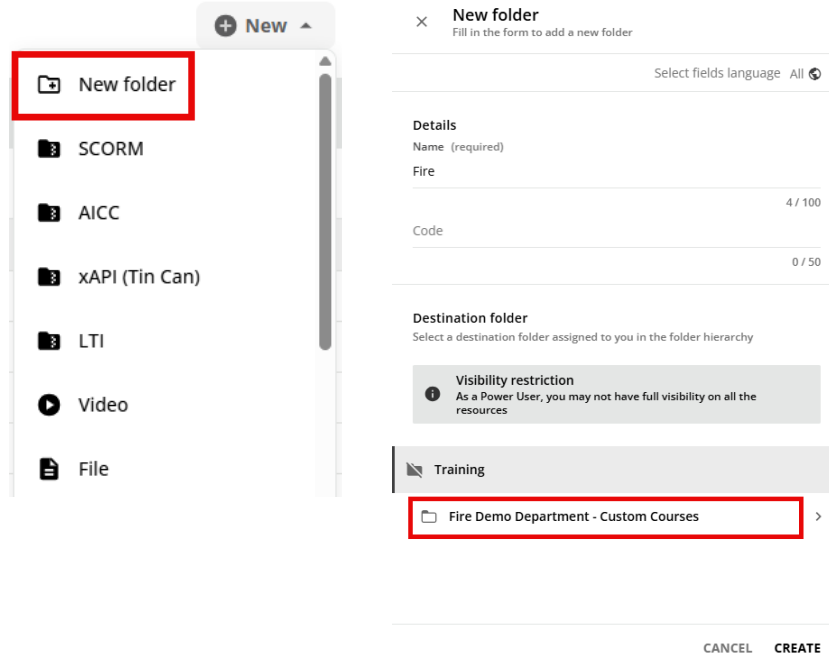 New
New folder
SCORM
AICC
xAPI (Tin Can)
LTI
Video
File
New folder
Fill in the form to add a new folder
Select fields language All
Details
Name (required)
Fire
4 / 100
Code
0 / 50
Destination folder
Select a destination folder assigned to you in the folder hierarchy
Visibility restriction
As a Power User, you may not have full visibility on all the
resources
Training
Fire Demo Department - Custom Courses
CANCEL CREATE